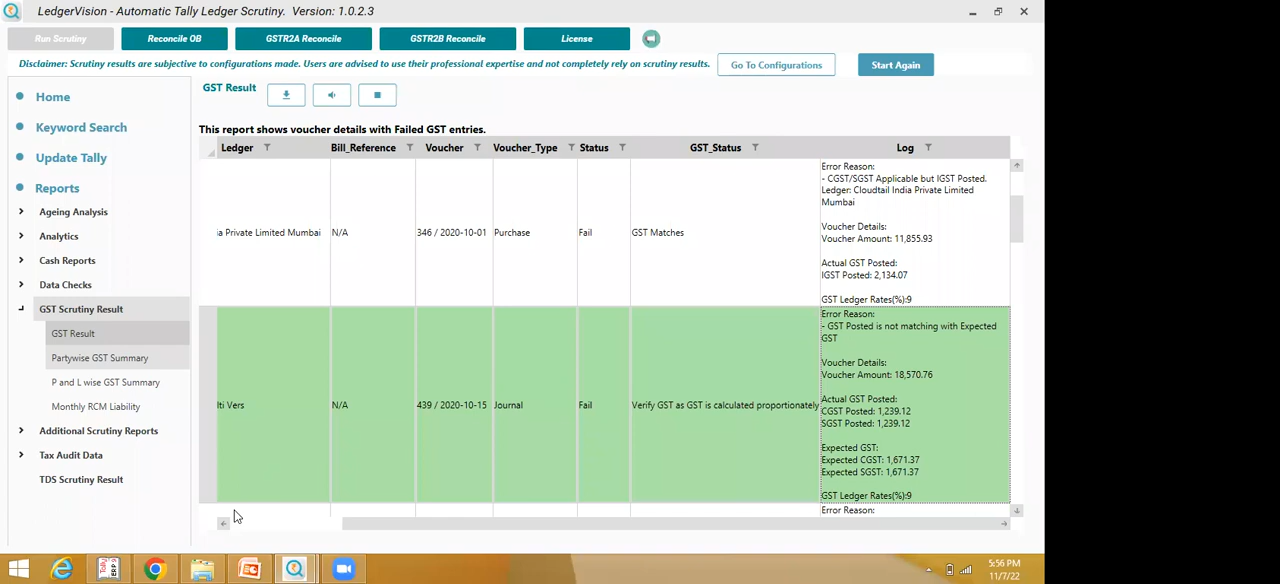 LedgerVision - Automatic Tally Ledger Scrutiny. Version: 1.0.2.3
Run Scrutiny
Reconcile OB
GSTR2A Reconcile
GSTR2B Reconcile
License
Disclaimer: Scrutiny results are subjective to configurations made. Users are advised to use their professional expertise and not completely rely on scrutiny results.
Go To Configurations
Start Again
Home
Keyword Search
Update Tally
Reports
Ageing Analysis
Analytics
Cash Reports
Data Checks
GST Scrutiny Result
GST Result
Partywise GST Summary
P and L wise GST Summary
Monthly RCM Liability
Additional Scrutiny Reports
Tax Audit Data
TDS Scrutiny Result
GST Result
This report shows voucher details with Failed GST entries.
Ledger Bill_Reference Voucher Voucher_Type Status GST_Status Log
ia Private Limited Mumbai N/A 346 / 2020-10-01 Purchase Fail GST Matches
Error Reason:
- CGST/SGST Applicable but IGST Posted.
Ledger: Cloudtail India Private Limited
Mumbai
Voucher Details:
Voucher Amount: 11,855.93
Actual GST Posted:
IGST Posted: 2,134.07
GST Ledger Rates(%):9
lti Vers N/A 439 / 2020-10-15 Journal Fail Verify GST as GST is calculated proportionately
Error Reason:
- GST Posted is not matching with Expected
GST
Voucher Details:
Voucher Amount: 18,570.76
Actual GST Posted:
CGST Posted: 1,239.12
SGST Posted: 1,239.12
Expected GST:
Expected CGST: 1,671.37
Expected SGST: 1,671.37
GST Ledger Rates(%):9
Error Reason:
Tally
ERP 9
5:56 PM
11/7/22